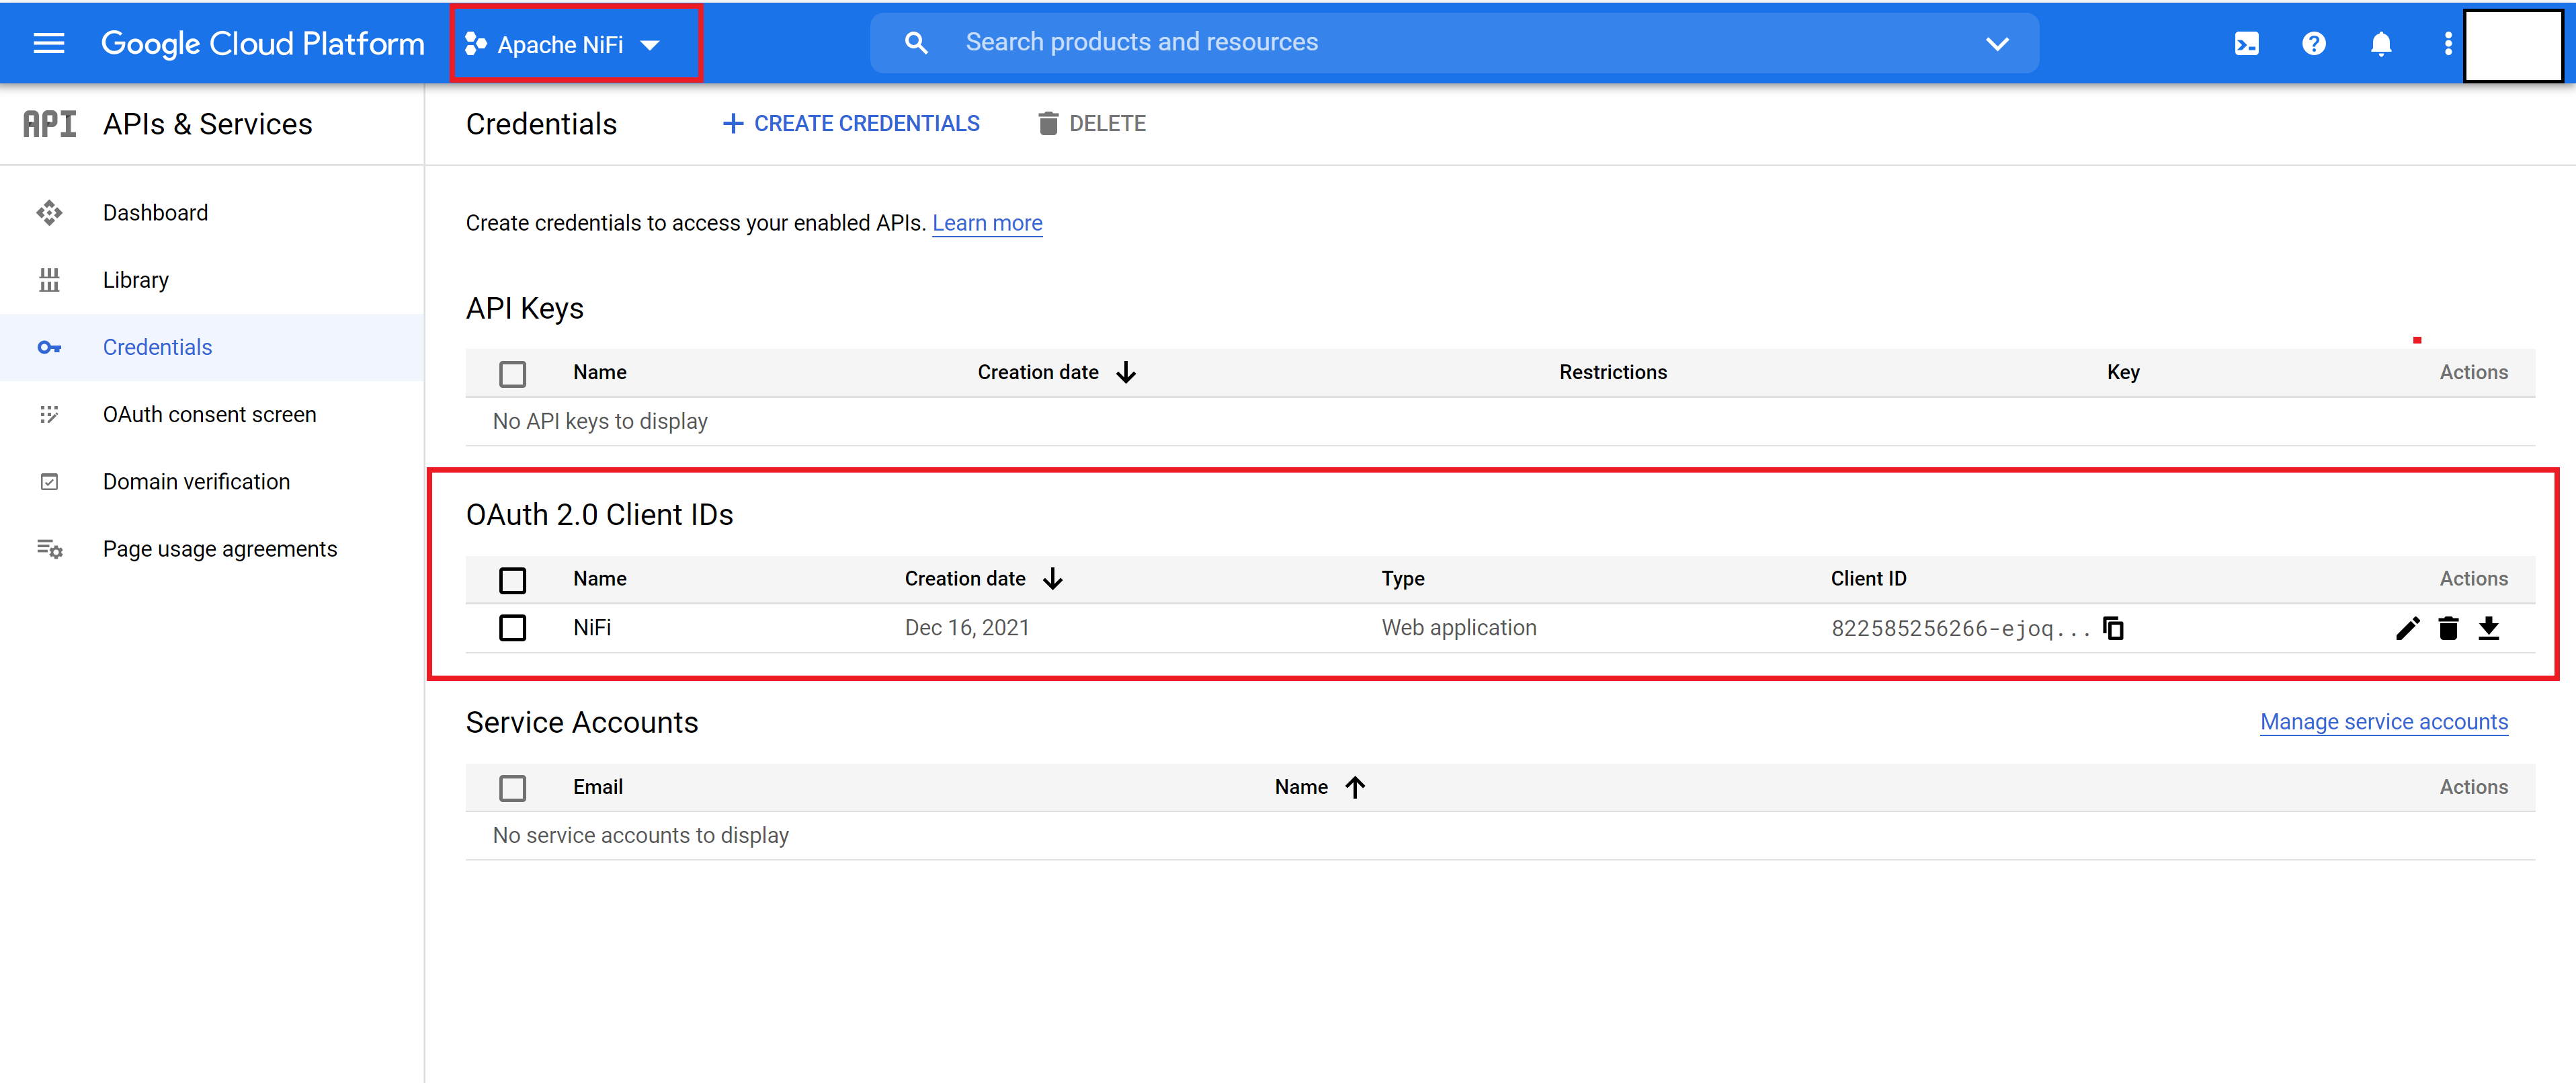 Google Cloud Platform
Apache NiFi
Search products and resources
API APIs & Services
Credentials
CREATE CREDENTIALS
DELETE
Dashboard
Library
Credentials
OAuth consent screen
Domain verification
Page usage agreements
Create credentials to access your enabled APIs. Learn more
API Keys
Name Creation date Restrictions Key Actions
No API keys to display
OAuth 2.0 Client IDs
Name Creation date Type Client ID Actions
NiFi Dec 16, 2021 Web application 822585256266-ejoq...
Service Accounts
Manage service accounts
Email Name Actions
No service accounts to display